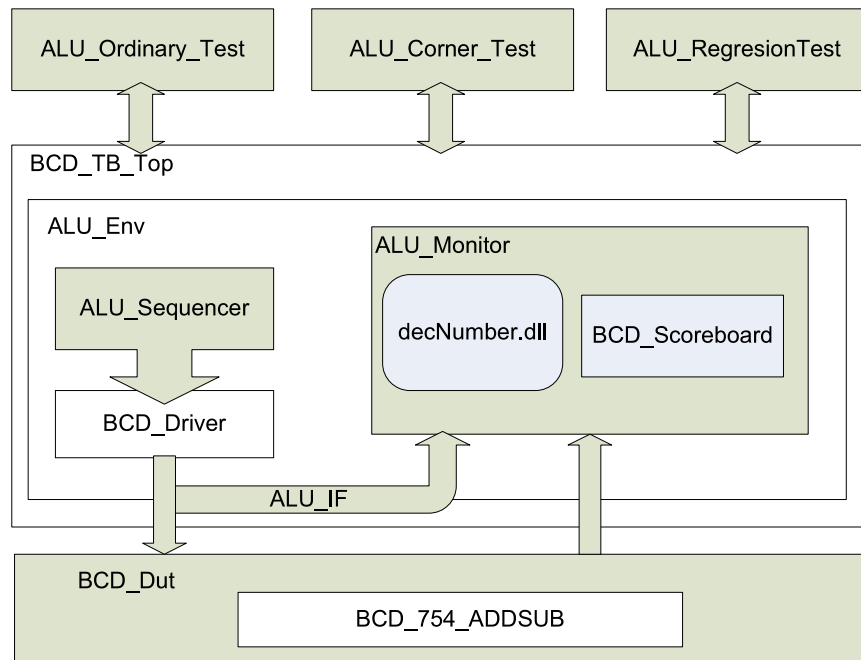 ALU_Ordinary_Test
ALU_Corner_Test
ALU_RegresionTest
BCD_TB_Top
ALU_Env
ALU_Monitor
ALU_Sequencer
decNumber.dll
BCD_Scoreboard
BCD_Driver
ALU_IF
BCD_Dut
BCD_754_ADDSUB